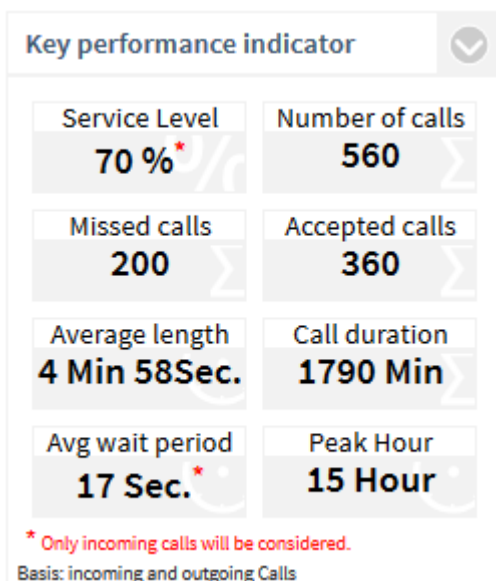 Key performance indicator
Service Level
70 %*
Number of calls
560
Missed calls
200
Accepted calls
360
Average length
4 Min 58Sec.
Call duration
1790 Min
Avg wait period
17 Sec.*
Peak Hour
15 Hour
* Only incoming calls will be considered.
Basis: incoming and outgoing Calls